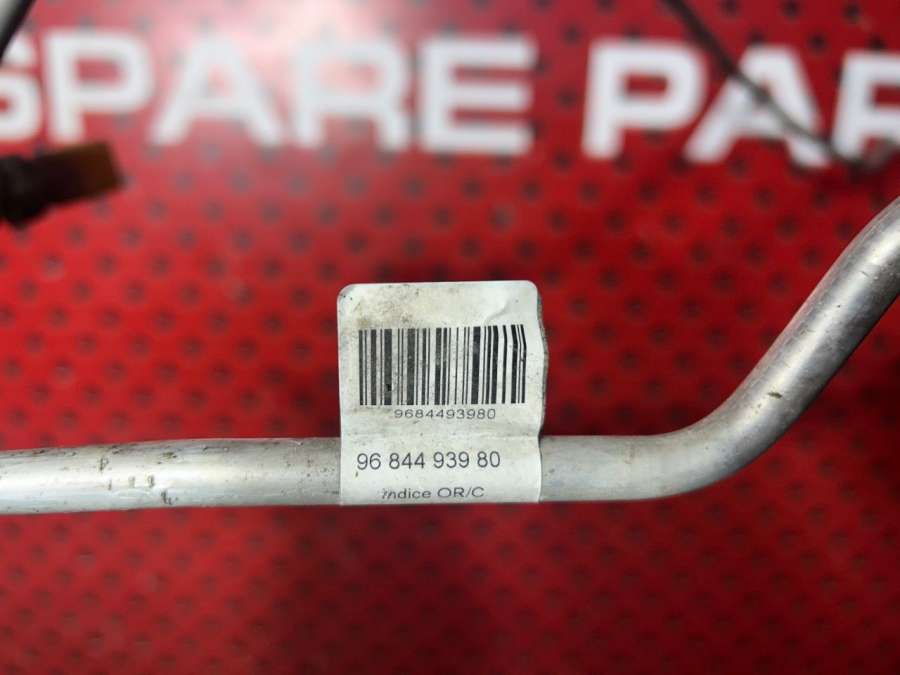 SPARE PAR
9684493980
96 844 939 80
Indice OR/C